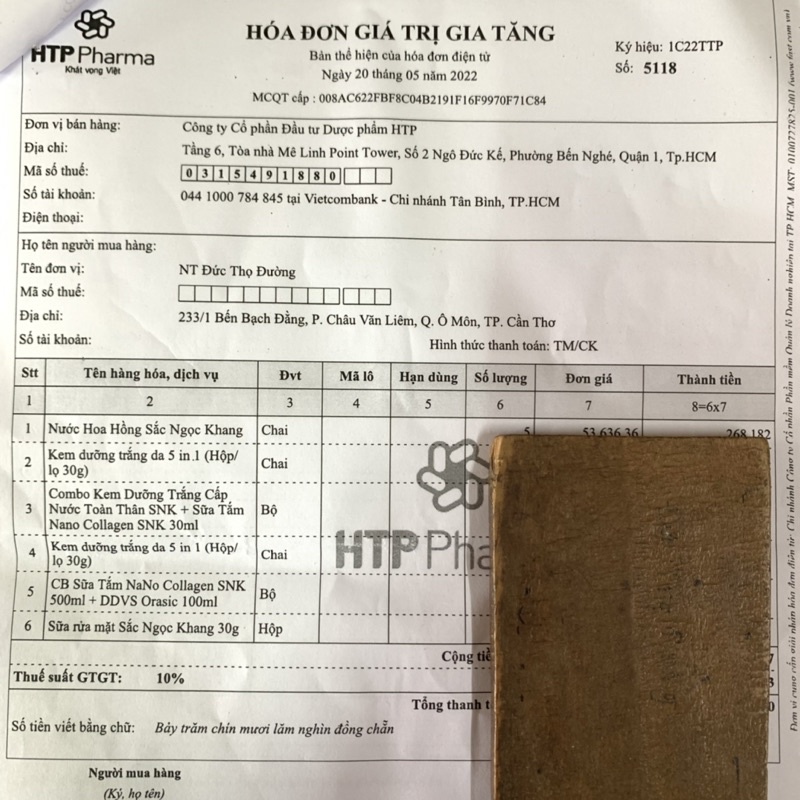 HTP Pharma
Khát vọng Việt
HÓA ĐƠN GIÁ TRỊ GIA TĂNG
Bản thể hiện của hóa đơn điện tử
Ngày 20 tháng 05 năm 2022
MCQT cấp : 008AC622FBF8C04B2191F16F9970F71C84
Ký hiệu: 1C22TTP
Số: 5118
Đơn vị bán hàng: Công ty Cổ phần Đầu tư Dược phẩm HTP
Địa chỉ: Tầng 6, Tòa nhà Mê Linh Point Tower, Số 2 Ngô Đức Kế, Phường Bến Nghé, Quận 1, Tp.HCM
Mã số thuế: 0315491880
Số tài khoản: 044 1000 784 845 tại Vietcombank - Chi nhánh Tân Bình, TP.HCM
Điện thoại:
Họ tên người mua hàng:
Tên đơn vị: NT Đức Thọ Đường
Mã số thuế:
Địa chỉ: 233/1 Bến Bạch Đằng, P. Châu Văn Liêm, Q. Ô Môn, TP. Cần Thơ
Số tài khoản: Hình thức thanh toán: TM/CK
Stt Tên hàng hóa, dịch vụ Đvt Mã lô Hạn dùng Số lượng Đơn giá Thành tiền
1 2 3 4 5 6 7 8=6x7
1 Nước Hoa Hồng Sắc Ngọc Khang Chai 5 53.636,36 268.182
2 Kem dưỡng trắng da 5 in 1 (Hộp/ lọ 30g) Chai
3 Combo Kem Dưỡng Trắng Cấp Nước Toàn Thân SNK + Sữa Tắm Nano Collagen SNK 30ml Bộ
4 Kem dưỡng trắng da 5 in 1 (Hộp/ lọ 30g) Chai
5 CB Sữa Tắm NaNo Collagen SNK 500ml + DDVS Orasic 100ml Bộ
6 Sữa rửa mặt Sắc Ngọc Khang 30g Hộp
HTP Pha
Cộng tiề 7
Thuế suất GTGT: 10% 3
Tổng thanh t 0
Số tiền viết bằng chữ: Bảy trăm chín mươi lăm nghìn đồng chẵn
Người mua hàng
(Ký, họ tên)